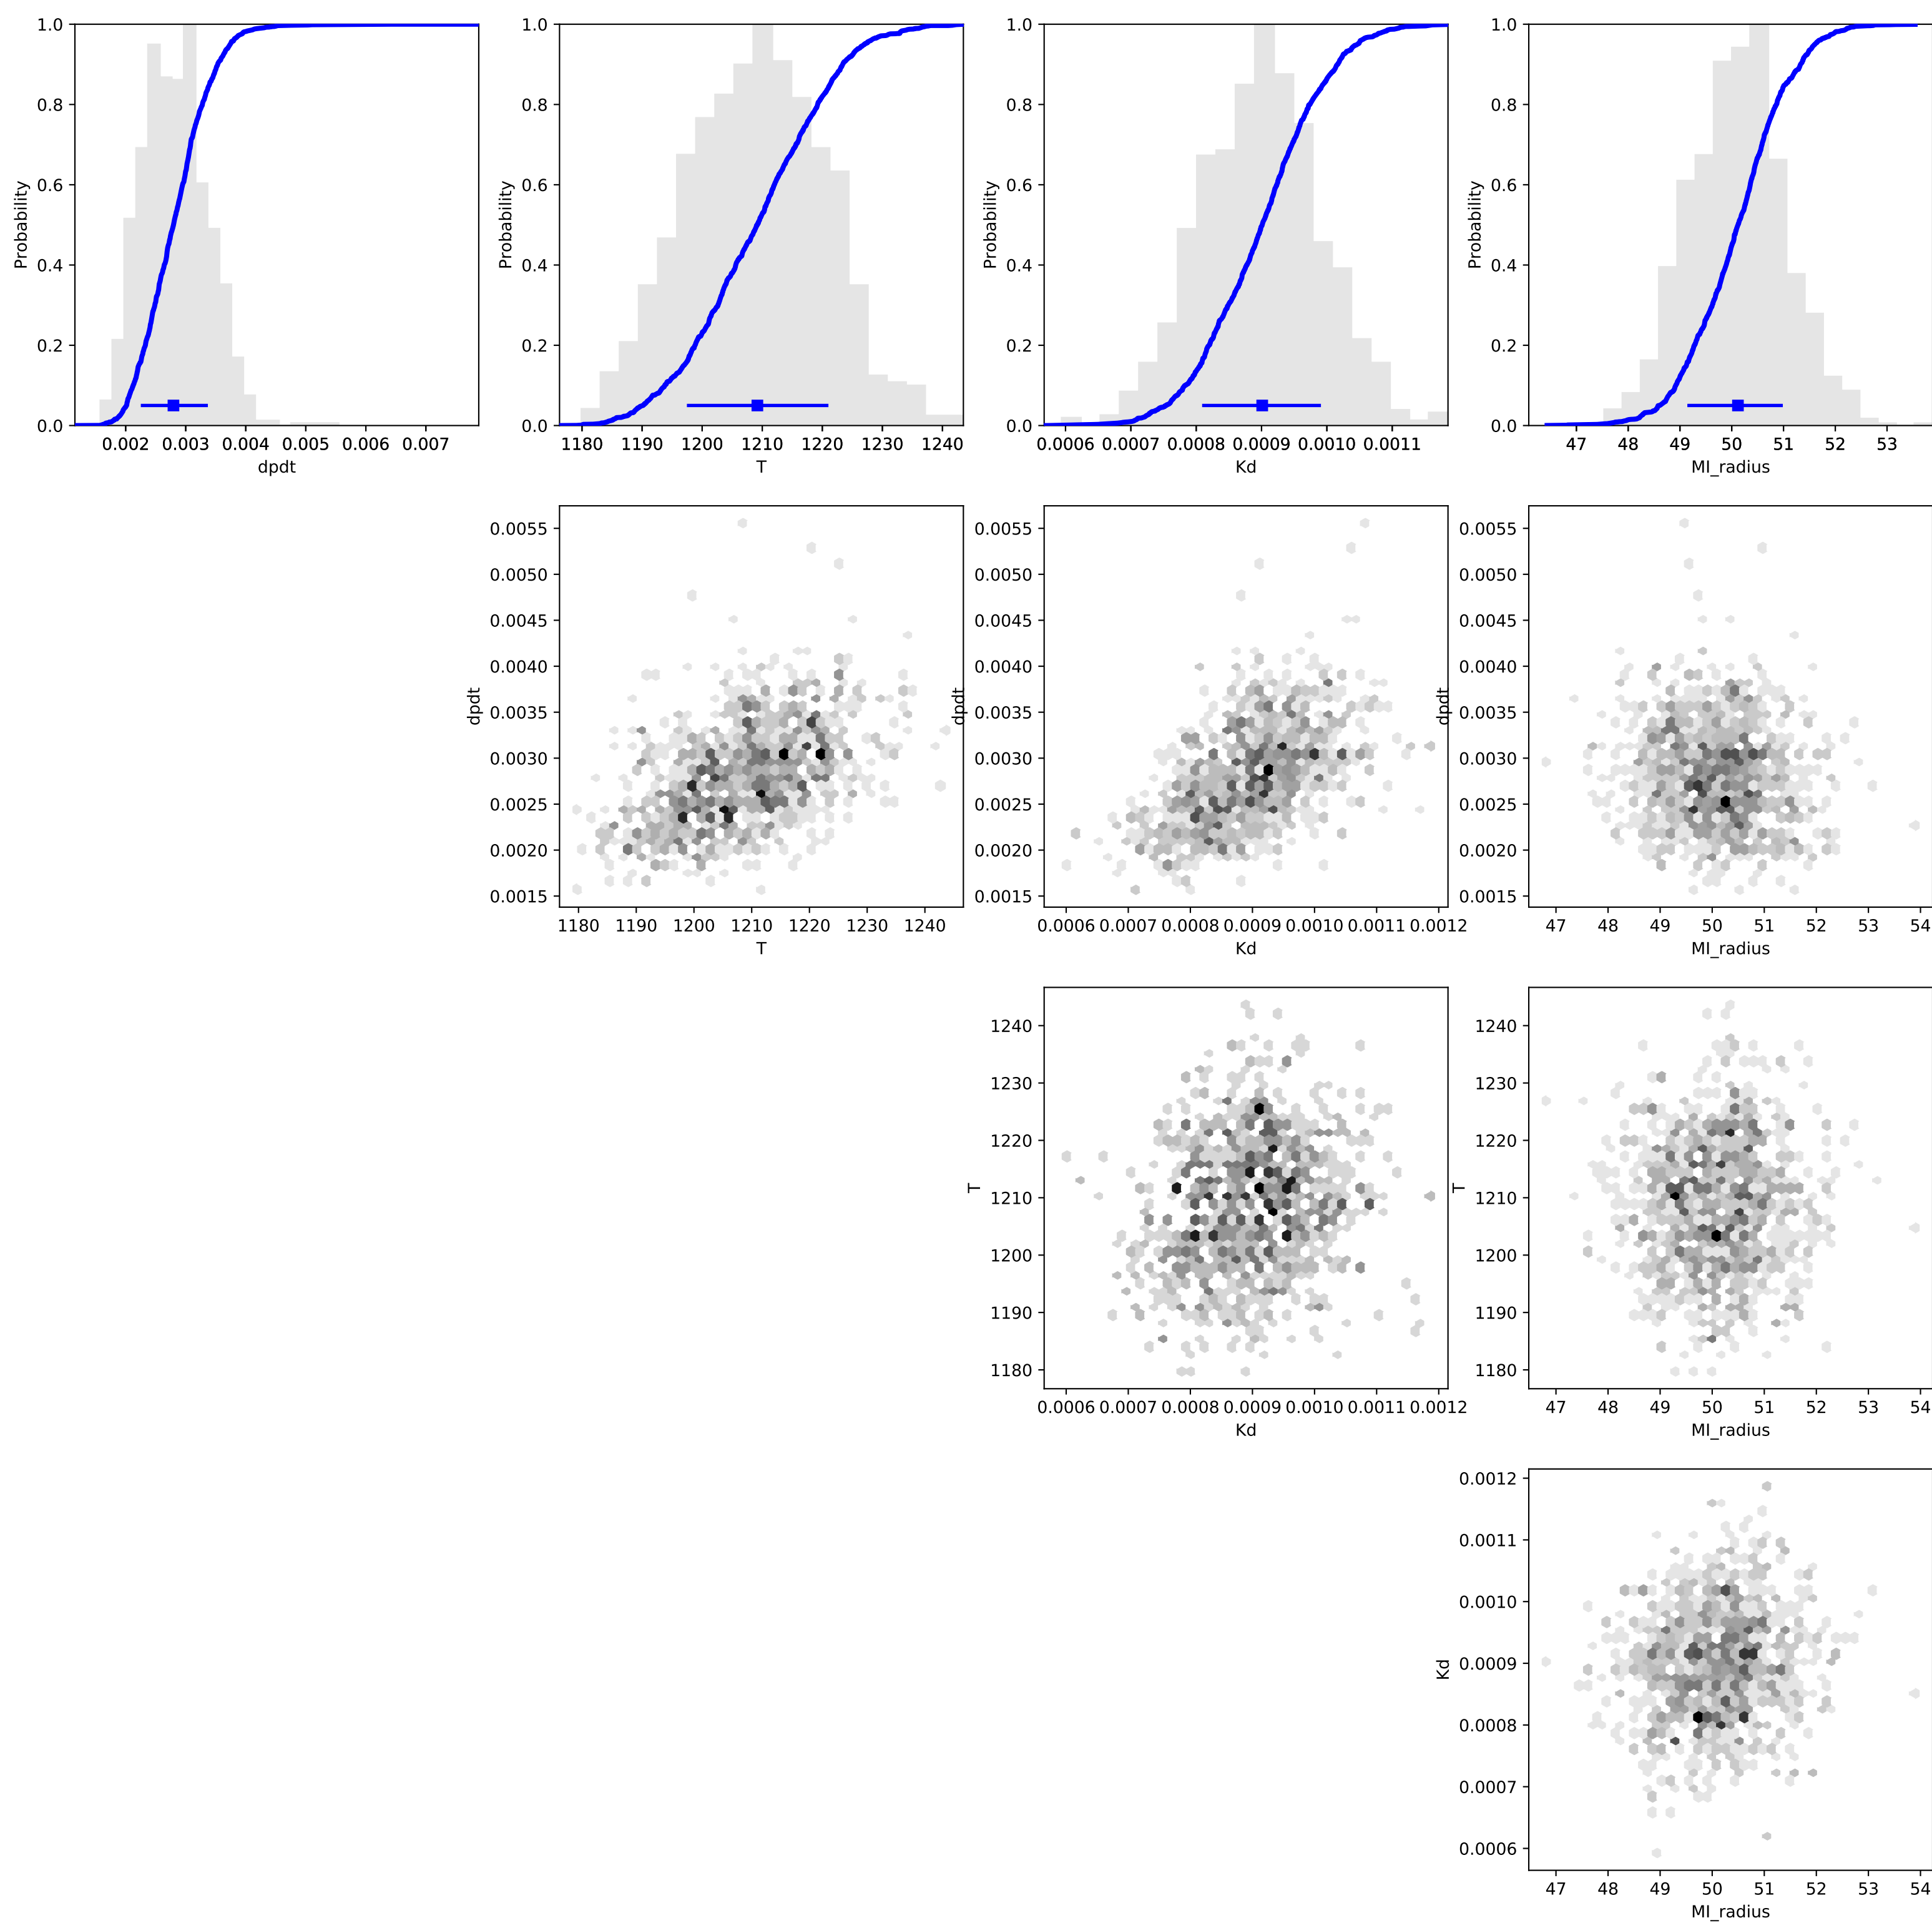 1.0 1.0 1.0 1.0
0.8 0.8 0.8 0.8
0.6 0.6 0.6 0.6
Probability Probability Probability Probability
0.4 0.4 0.4 0.4
0.2 0.2 0.2 0.2
0.0 0.0 0.0 0.0
0.002 0.003 0.004 0.005 0.006 0.007 1180 1190 1200 1210 1220 1230 1240 0.0006 0.0007 0.0008 0.0009 0.0010 0.0011 47 48 49 50 51 52 53
dpdt T Kd MI_radius
0.0055 0.0055 0.0055
0.0050 0.0050 0.0050
0.0045 0.0045 0.0045
0.0040 0.0040 0.0040
dpdt dpdt dpdt
0.0035 0.0035 0.0035
0.0030 0.0030 0.0030
0.0025 0.0025 0.0025
0.0020 0.0020 0.0020
0.0015 0.0015 0.0015
1180 1190 1200 1210 1220 1230 1240 0.0006 0.0007 0.0008 0.0009 0.0010 0.0011 0.0012 47 48 49 50 51 52 53 54
T Kd MI_radius
1240 1240
1230 1230
1220 1220
1210 1210
T T
1200 1200
1190 1190
1180 1180
0.0006 0.0007 0.0008 0.0009 0.0010 0.0011 0.0012 47 48 49 50 51 52 53 54
Kd MI_radius
0.0012
0.0011
0.0010
0.0009
Kd
0.0008
0.0007
0.0006
47 48 49 50 51 52 53 54
MI_radius